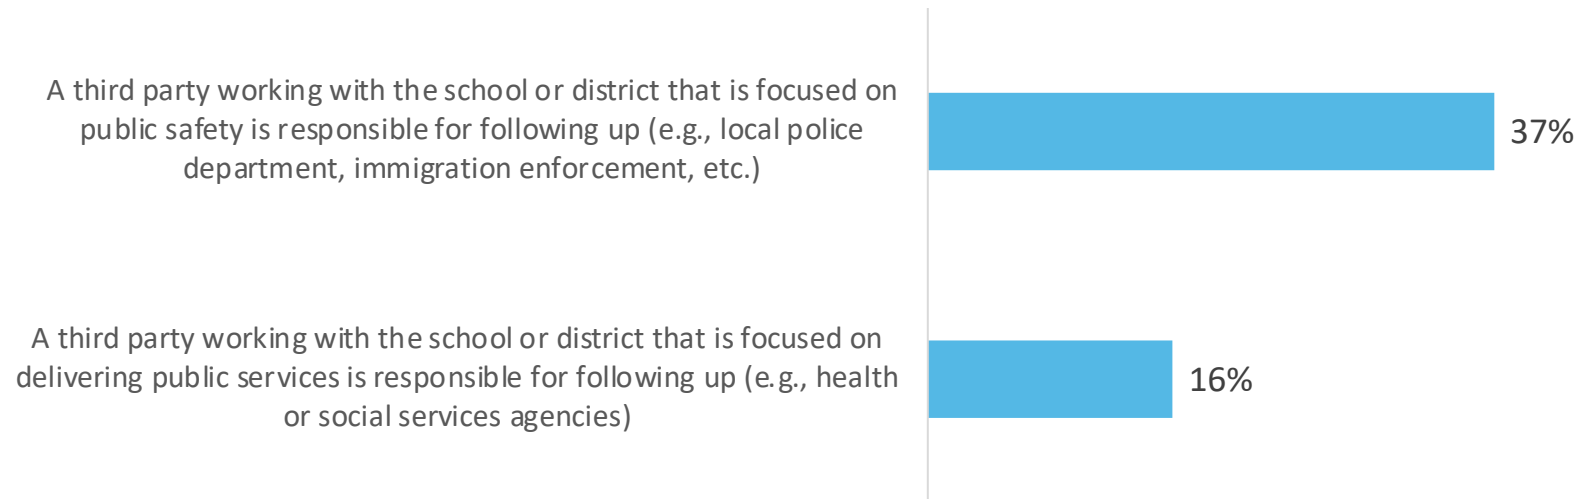 A third party working with the school or district that is focused on
public safety is responsible for following up (e.g., local police
department, immigration enforcement, etc.)
37%
A third party working with the school or district that is focused on
delivering public services is responsible for following up (e.g., health
or social services agencies)
16%